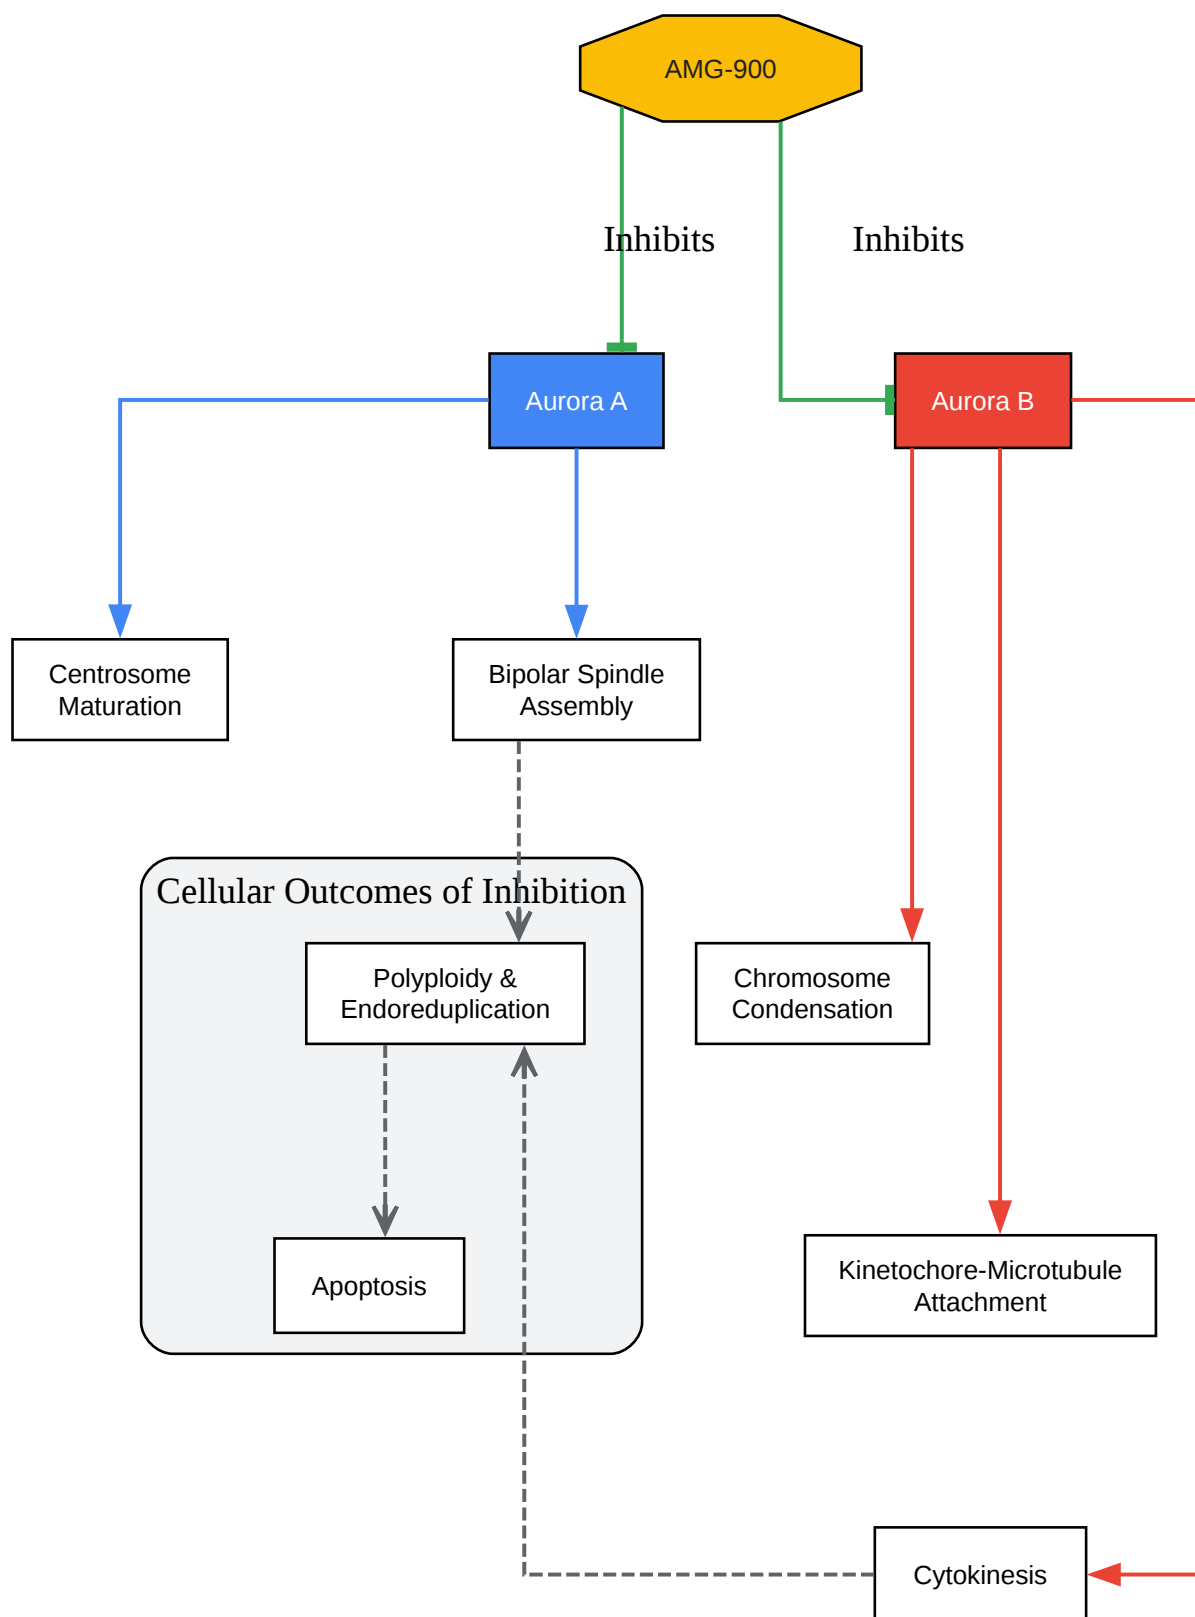 AMG-900
Inhibits
Inhibits
Aurora A
Aurora B
Centrosome
Maturation
Bipolar Spindle
Assembly
Cellular Outcomes of Inhibition
Polyploidy &
Endoreduplication
Chromosome
Condensation
Apoptosis
Kinetochore-Microtubule
Attachment
Cytokinesis